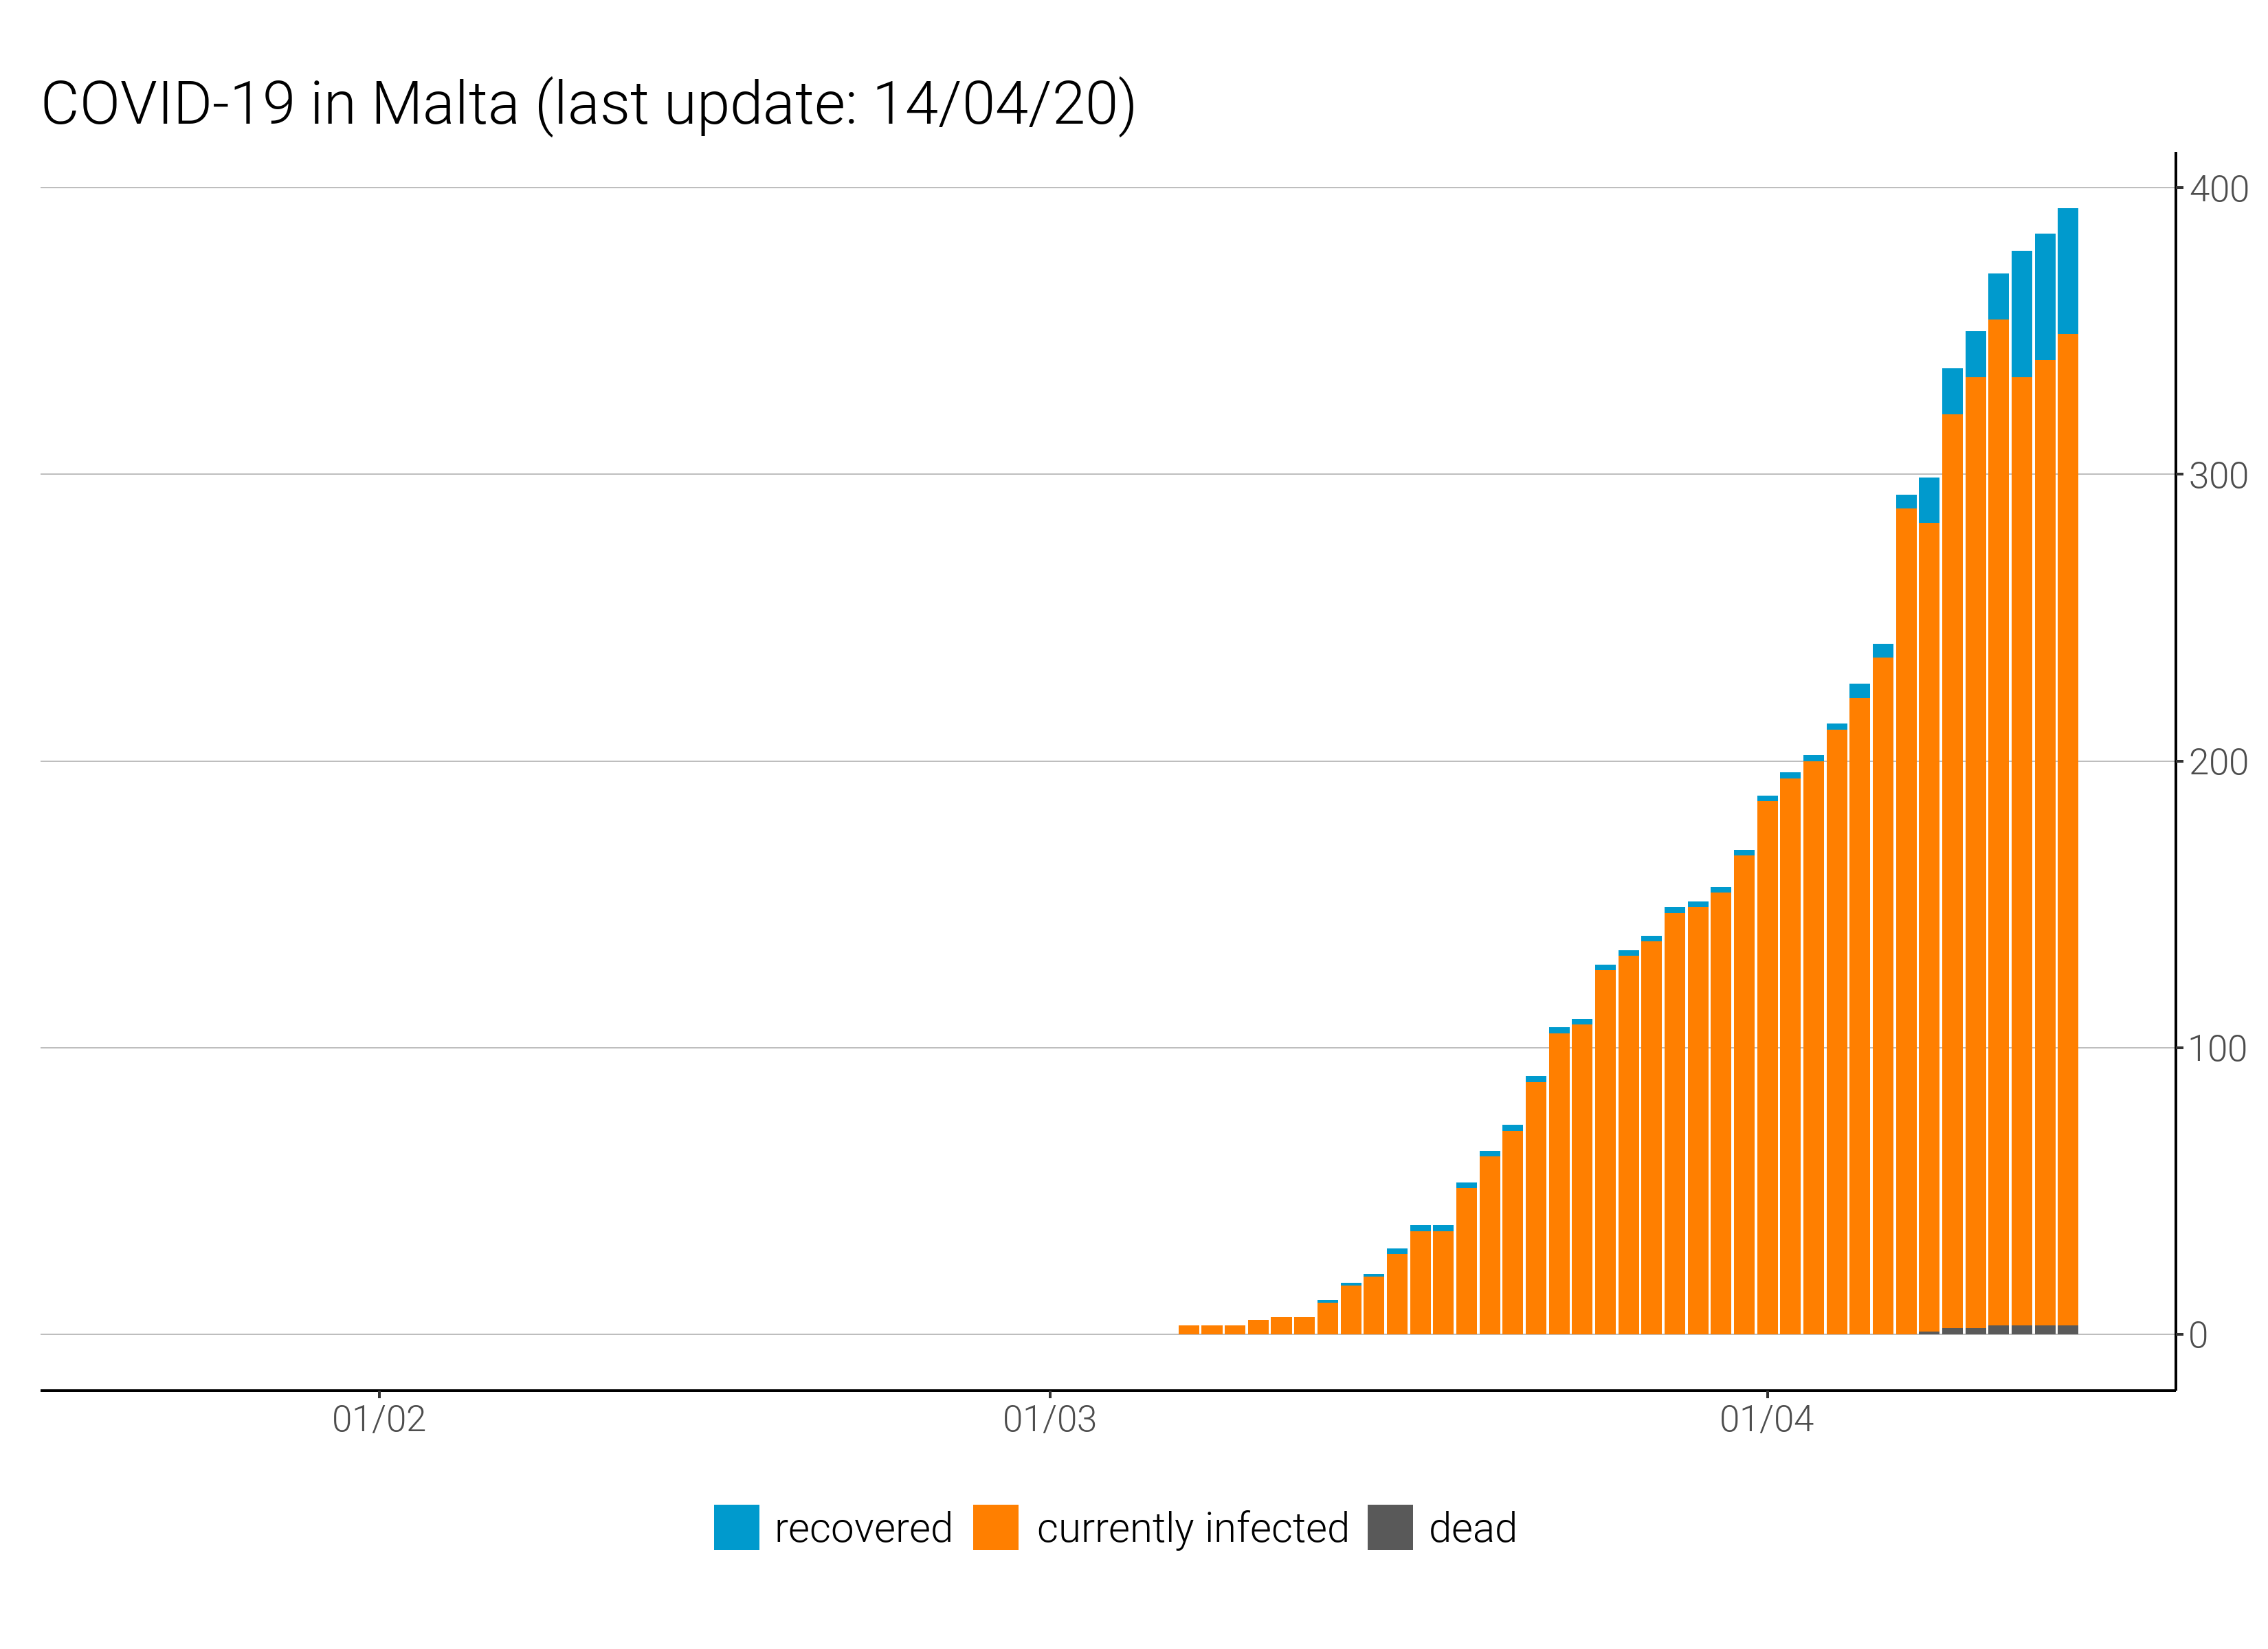 COVID-19 in Malta (last update: 14/04/20)
400
300
200
100
0
01/02 01/03 01/04
recovered currently infected dead